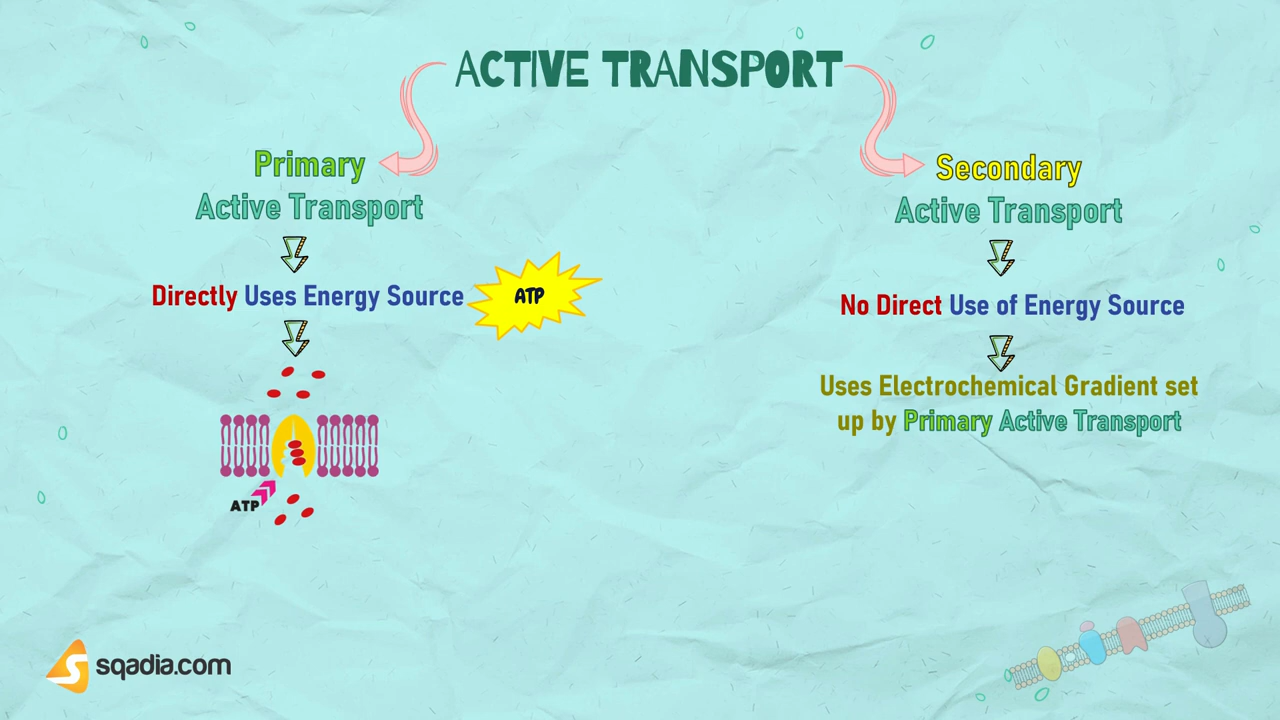 ACTIVE TRANSPORT
Primary
Active Transport
Directly Uses Energy Source
ATP
ATP
Secondary
Active Transport
No Direct Use of Energy Source
Uses Electrochemical Gradient set
up by Primary Active Transport
sqadia.com